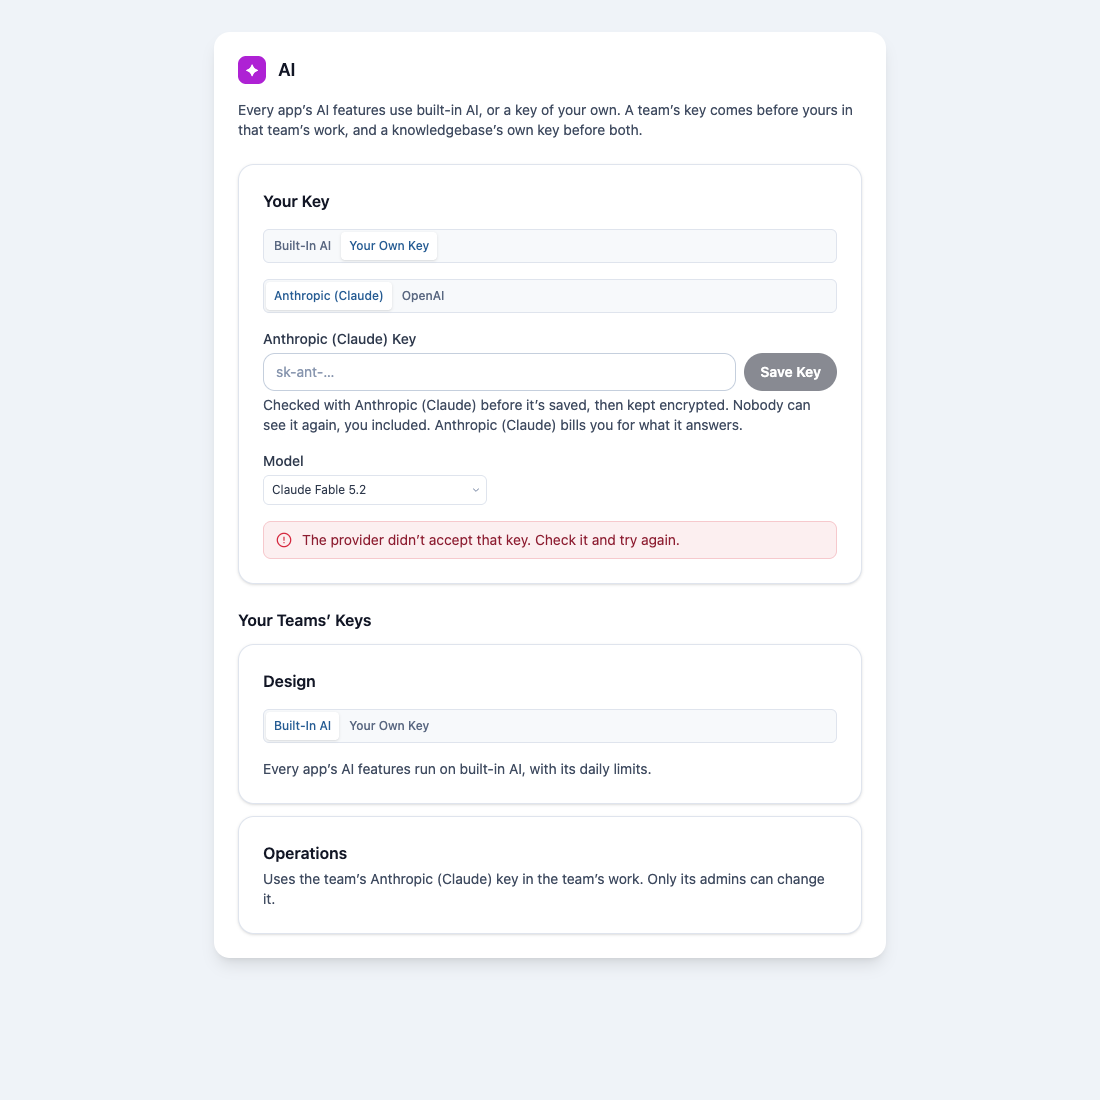 AI
Every app’s AI features use built-in AI, or a key of your own. A team’s key comes before yours in
that team’s work, and a knowledgebase’s own key before both.
Your Key
Built-In AI Your Own Key
Anthropic (Claude) OpenAI
Anthropic (Claude) Key
sk-ant-…
Save Key
Checked with Anthropic (Claude) before it’s saved, then kept encrypted. Nobody can
see it again, you included. Anthropic (Claude) bills you for what it answers.
Model
Claude Fable 5.2
The provider didn’t accept that key. Check it and try again.
Your Teams’ Keys
Design
Built-In AI Your Own Key
Every app’s AI features run on built-in AI, with its daily limits.
Operations
Uses the team’s Anthropic (Claude) key in the team’s work. Only its admins can change
it.